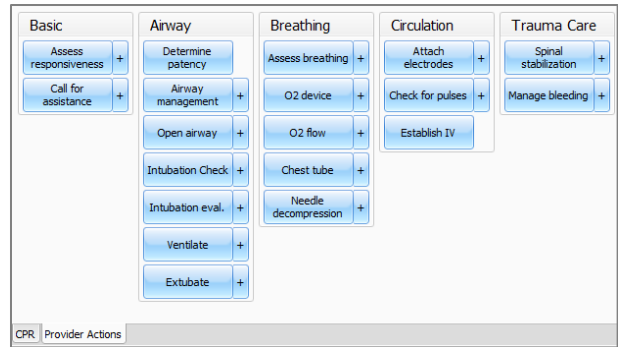 Basic
Assess
responsiveness +
Call for
assistance +
Airway
Determine
patency
Airway
management +
Open airway +
Intubation Check +
Intubation eval. +
Ventilate +
Extubate +
Breathing
Assess breathing +
O2 device +
O2 flow +
Chest tube +
Needle
decompression +
Circulation
Attach
electrodes +
Check for pulses +
Establish IV
Trauma Care
Spinal
stabilization +
Manage bleeding +
CPR Provider Actions